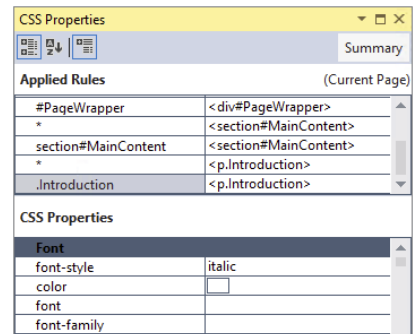 CSS Properties
Summary
Applied Rules (Current Page)
#PageWrapper <div#PageWrapper>
* <section#MainContent>
section#MainContent <section#MainContent>
* <p.Introduction>
.Introduction <p.Introduction>
CSS Properties
Font
font-style italic
color
font
font-family